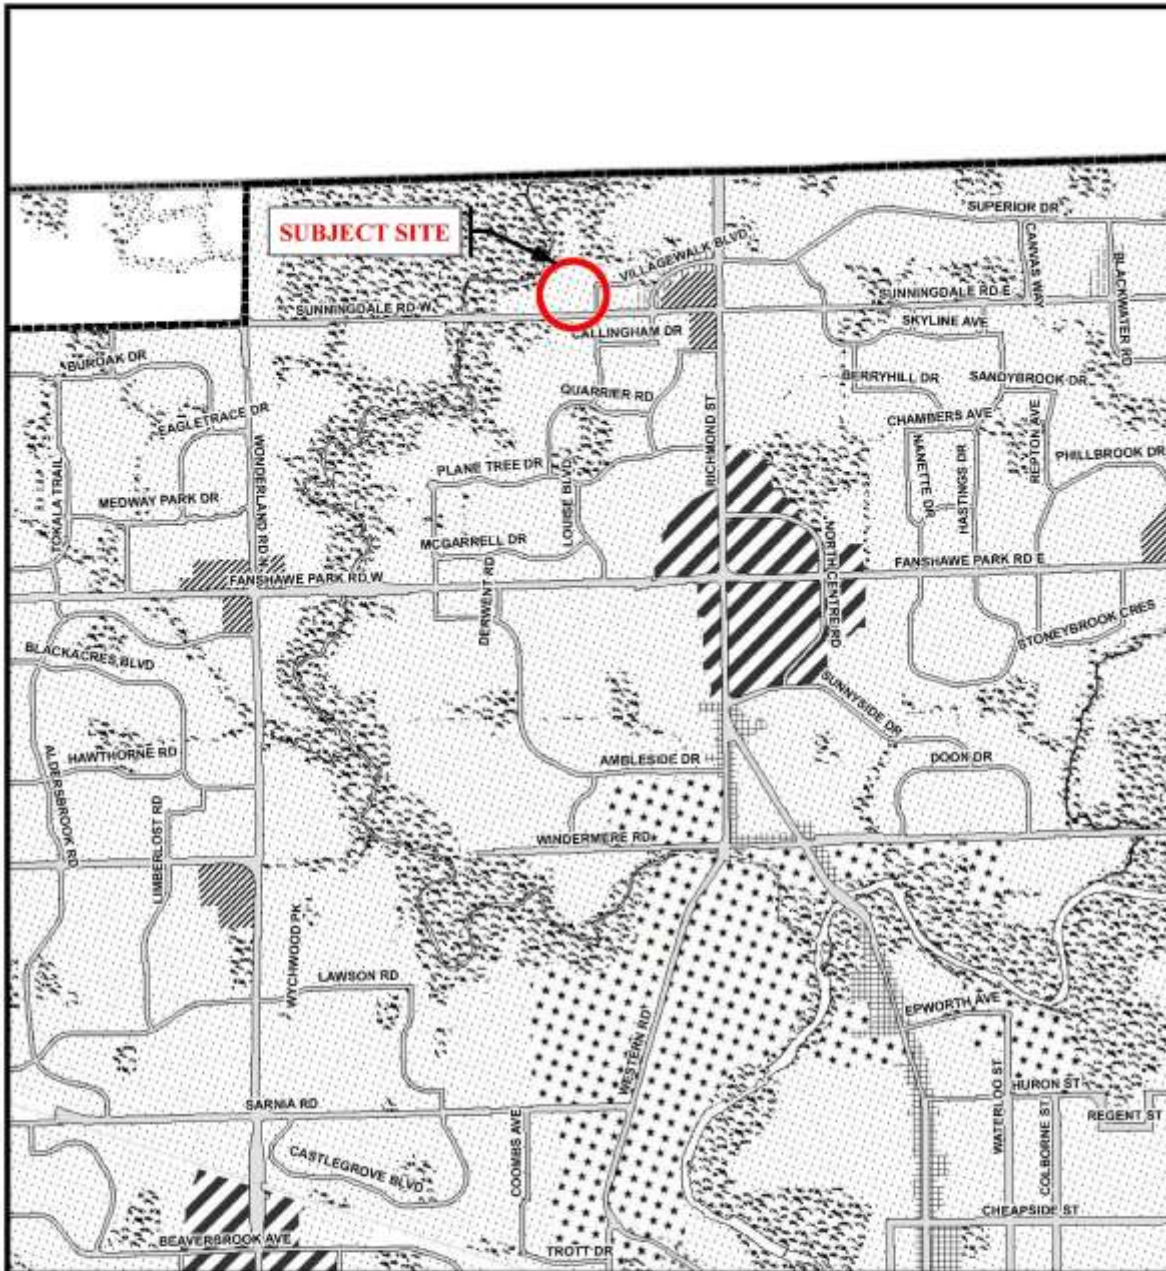 SUPERIOR DR
SUBJECT SITE
VILLAGEWALK BLVD
CANVAS WAY
BLACKWATER RD
SUNNINGDALE RD E
SUNNINGDALE RD W
SKYLINE AVE
CALLINGHAM DR
BUROAK DR
BERRYHILL DR
SANDYBROOK DR
QUARRIER RD
EAGLETRACE DR
CHAMBERS AVE
RICHMOND ST
REPTON AVE
NANETTE DR
HASTINGS DR
PHILLBROOK DR
TOKALA TRAIL
WONDERLAND RD N
PLANE TREE DR
LOUISE BLVD
MEDWAY PARK DR
MCGARRELL DR
NORTH CENTRE RD
FANSHAWE PARK RD E
FANSHAWE PARK RD W
DERWENT RD
STONEYBROOK CRES
BLACKACRES BLVD
SUNNYSIDE DR
HAWTHORNE RD
AMBLESIDE DR
DOON DR
ALDERSBROOK RD
LIMBERLOST RD
WINDERMERE RD
WYCHWOOD PK
LAWSON RD
EPWORTH AVE
WESTERN RD
WATERLOO ST
HURON ST
SARNIA RD
REGENT ST
COLBORNE ST
COOMBS AVE
CASTLEGROVE BLVD
CHEAPSIDE ST
BEAVERBROOK AVE
TROTT DR